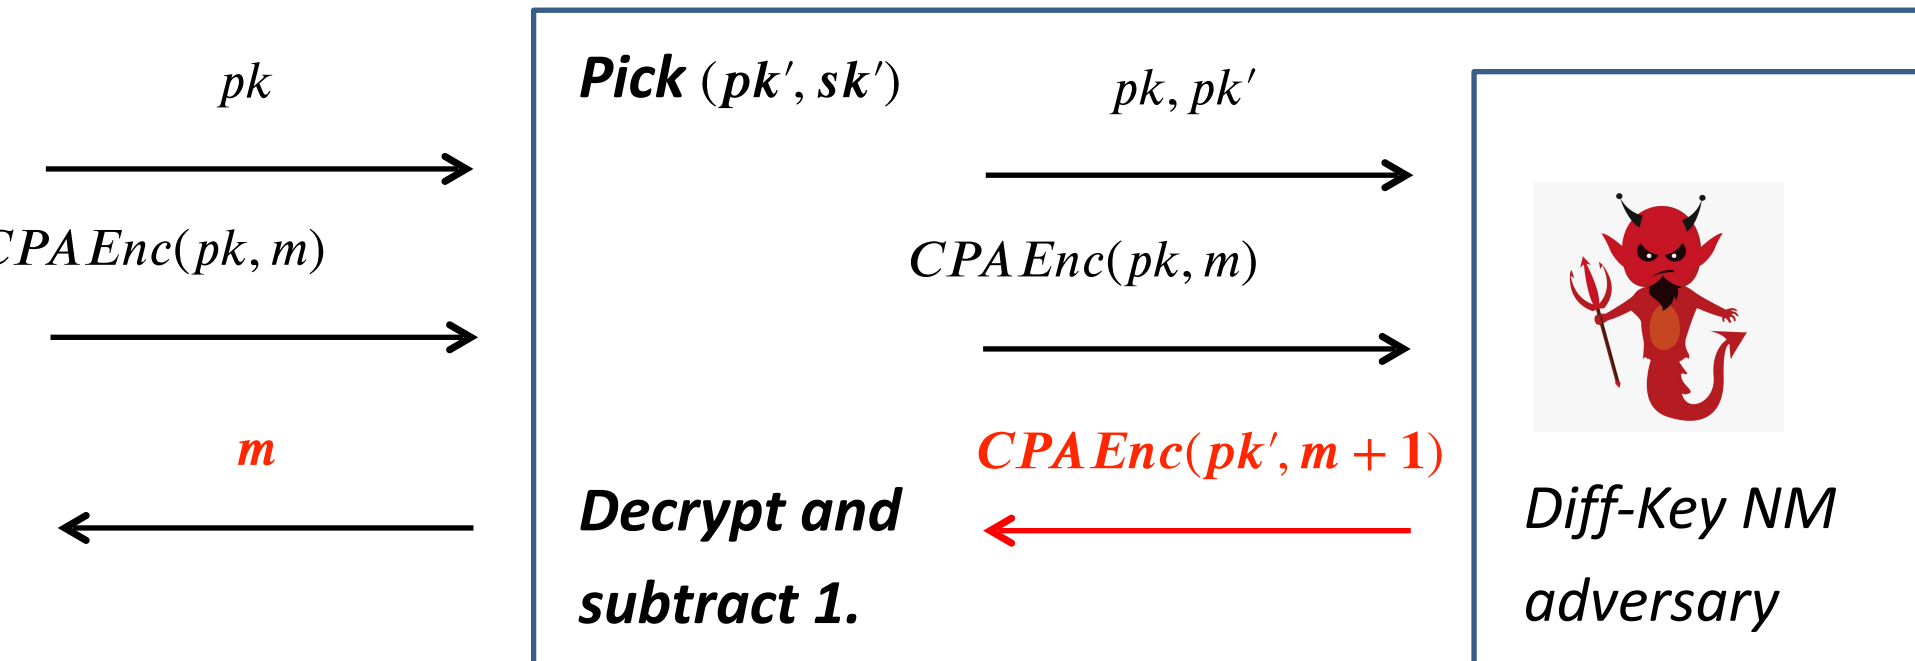 pk
Pick (pk′, sk′)
pk, pk′
CPAEnc(pk, m)
CPAEnc(pk, m)
m
CPAEnc(pk′, m + 1)
Decrypt and
subtract 1.
Diff-Key NM
adversary